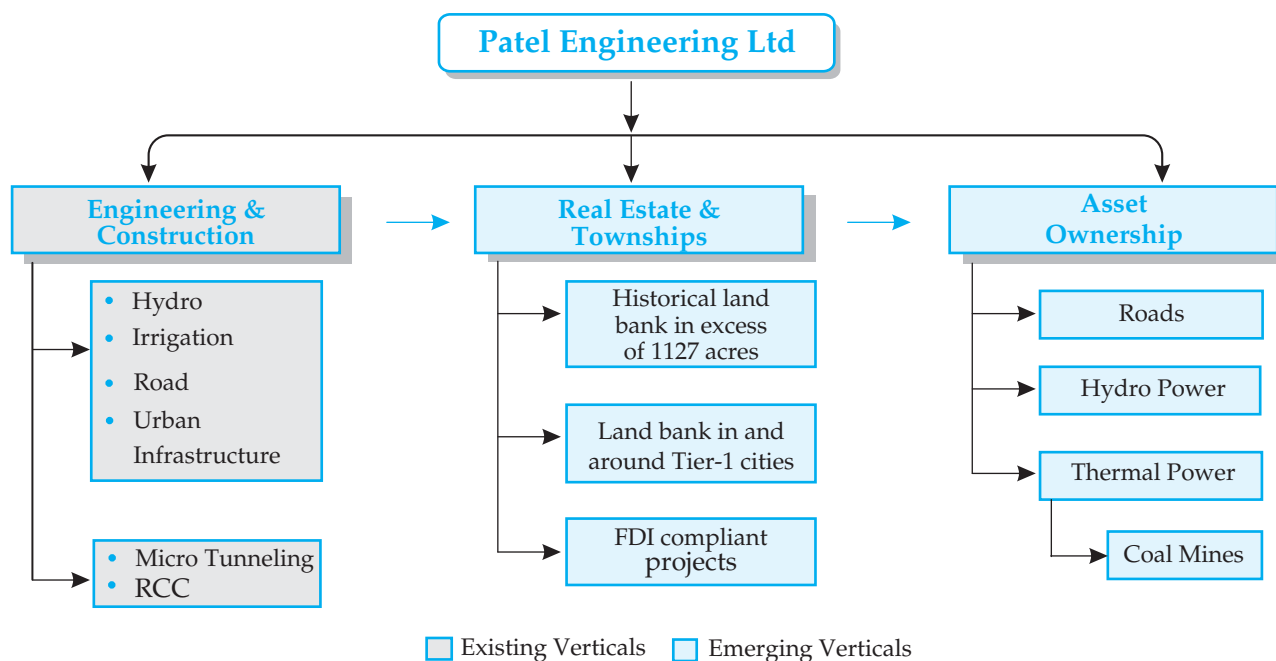 Patel Engineering Ltd
Engineering &
Construction
Real Estate &
Townships
Asset
Ownership
• Hydro
• Irrigation
• Road
• Urban
Infrastructure
• Micro Tunneling
• RCC
Historical land
bank in excess
of 1127 acres
Land bank in and
around Tier-1 cities
FDI compliant
projects
Roads
Hydro Power
Thermal Power
Coal Mines
Existing Verticals
Emerging Verticals